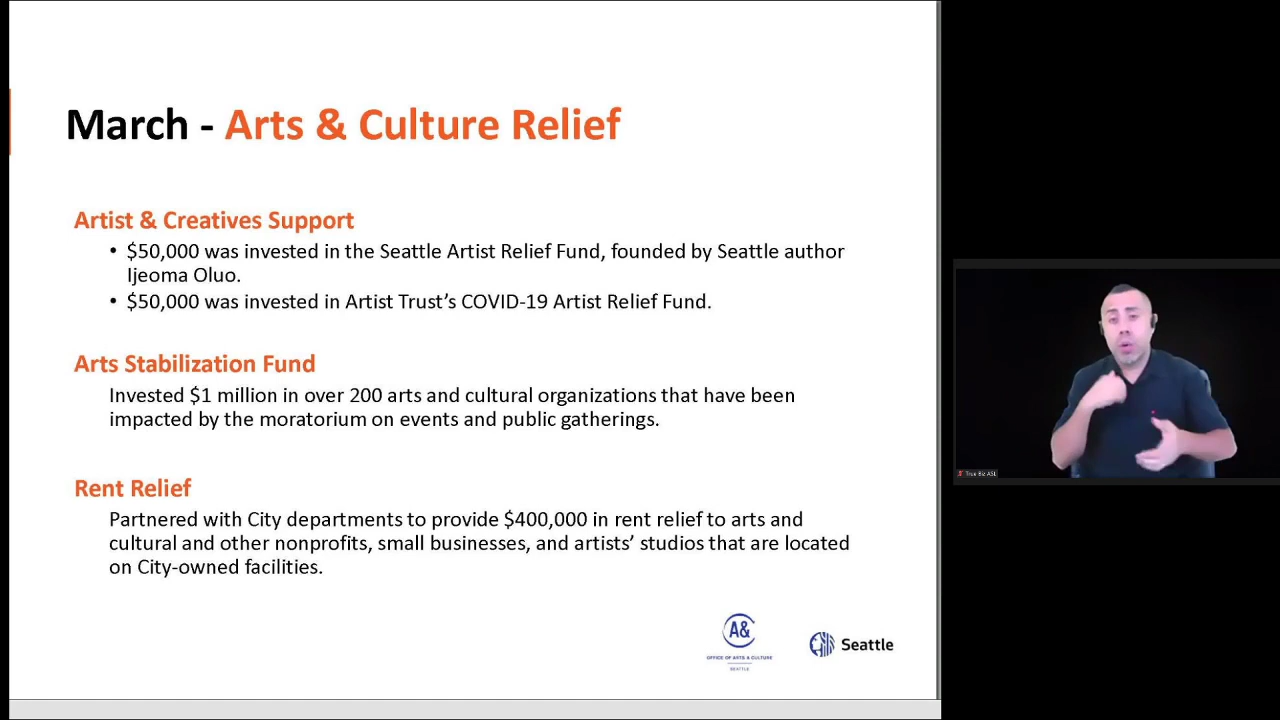 March - Arts & Culture Relief
Artist & Creatives Support
• $50,000 was invested in the Seattle Artist Relief Fund, founded by Seattle author
Ijeoma Oluo.
• $50,000 was invested in Artist Trust’s COVID-19 Artist Relief Fund.
Arts Stabilization Fund
Invested $1 million in over 200 arts and cultural organizations that have been
impacted by the moratorium on events and public gatherings.
Rent Relief
Partnered with City departments to provide $400,000 in rent relief to arts and
cultural and other nonprofits, small businesses, and artists’ studios that are located
on City-owned facilities.
A&
OFFICE OF ARTS & CULTURE
SEATTLE
Seattle
True Biz ASL